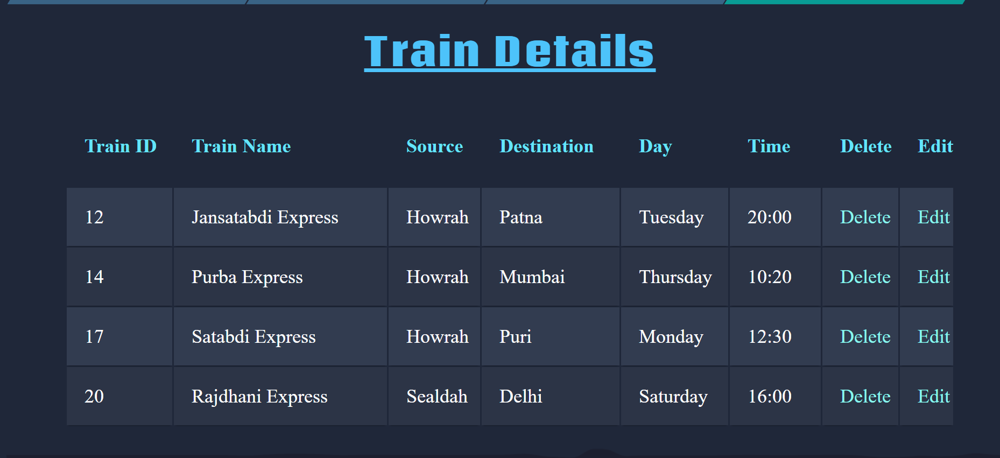 Train Details
Train ID Train Name Source Destination Day Time Delete Edit
12 Jansatabdi Express Howrah Patna Tuesday 20:00 Delete Edit
14 Purba Express Howrah Mumbai Thursday 10:20 Delete Edit
17 Satabdi Express Howrah Puri Monday 12:30 Delete Edit
20 Rajdhani Express Sealdah Delhi Saturday 16:00 Delete Edit